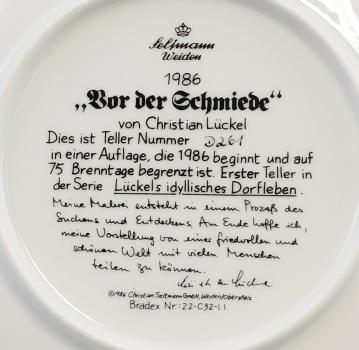 Seltmann
Weiden
1986
„Vor der Schmiede“
von Christian Lückel
Dies ist Teller Nummer D261
in einer Auflage, die 1986 beginnt und auf
75 Brenntage begrenzt ist. Erster Teller in
der Serie Lückels idyllisches Dorfleben.
Meine Malerei entsteht in einem Prozeß des
Suchens und Entdeckens. Am Ende hoffe ich,
meine Vorstellung von einer friedvollen und
schönen Welt mit vielen Menschen
teilen zu können.
©1986 Christian Seltmann GmbH, Weiden/Oberpfalz
Bradex Nr: 22-C32-1.1